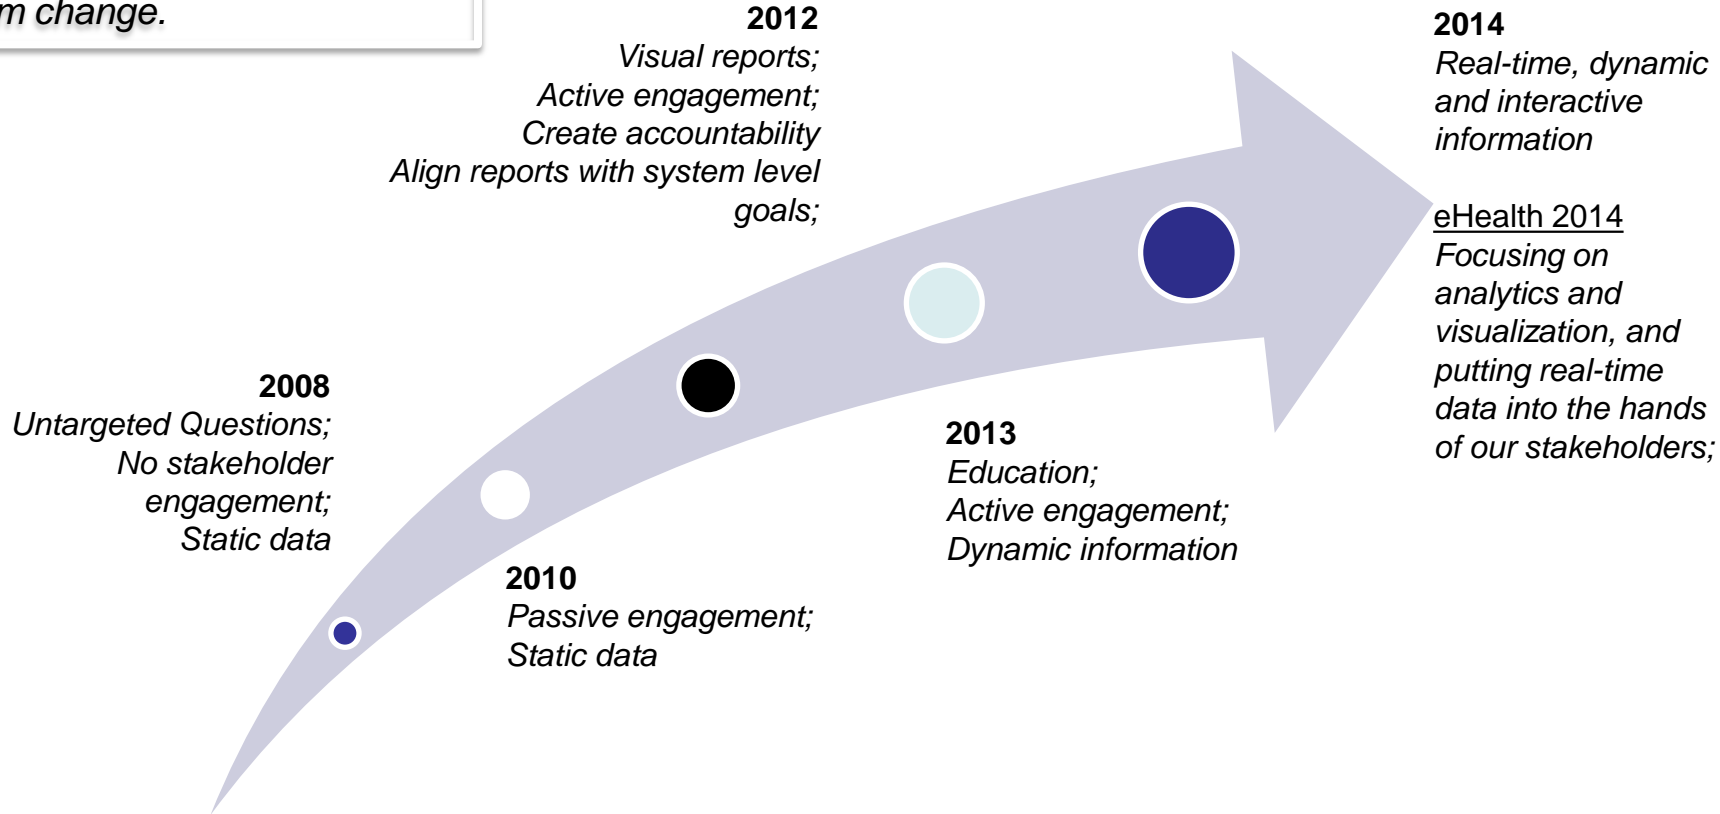 change.
2012
Visual reports;
Active engagement;
Create accountability
Align reports with system level
goals;
2014
Real-time, dynamic
and interactive
information
eHealth 2014
Focusing on
analytics and
visualization, and
putting real-time
data into the hands
of our stakeholders;
2008
Untargeted Questions;
No stakeholder
engagement;
Static data
2013
Education;
Active engagement;
Dynamic information
2010
Passive engagement;
Static data